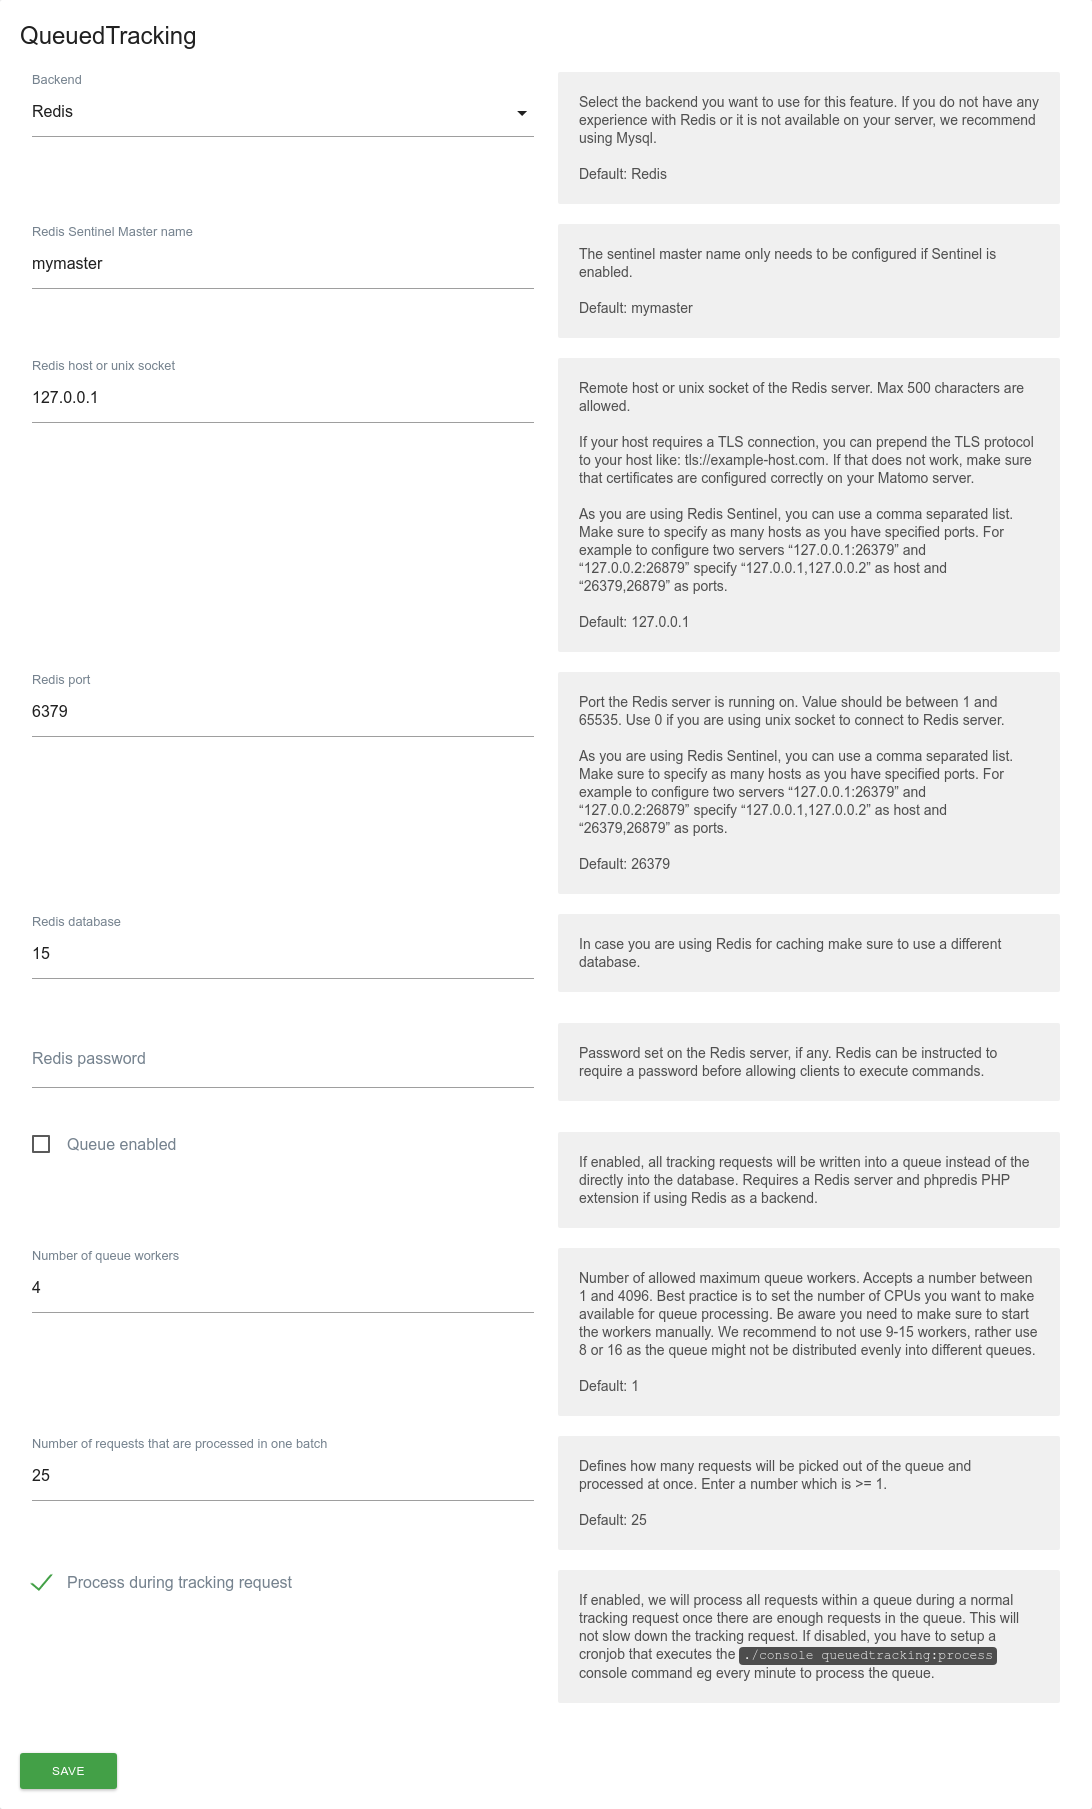 QueuedTracking
Backend
Redis
Select the backend you want to use for this feature. If you do not have any
experience with Redis or it is not available on your server, we recommend
using Mysql.
Default: Redis
Redis Sentinel Master name
mymaster
The sentinel master name only needs to be configured if Sentinel is
enabled.
Default: mymaster
Redis host or unix socket
127.0.0.1
Remote host or unix socket of the Redis server. Max 500 characters are
allowed.
If your host requires a TLS connection, you can prepend the TLS protocol
to your host like: tls://example-host.com. If that does not work, make sure
that certificates are configured correctly on your Matomo server.
As you are using Redis Sentinel, you can use a comma separated list.
Make sure to specify as many hosts as you have specified ports. For
example to configure two servers “127.0.0.1:26379” and
“127.0.0.2:26879” specify “127.0.0.1,127.0.0.2” as host and
“26379,26879” as ports.
Default: 127.0.0.1
Redis port
6379
Port the Redis server is running on. Value should be between 1 and
65535. Use 0 if you are using unix socket to connect to Redis server.
As you are using Redis Sentinel, you can use a comma separated list.
Make sure to specify as many hosts as you have specified ports. For
example to configure two servers “127.0.0.1:26379” and
“127.0.0.2:26879” specify “127.0.0.1,127.0.0.2” as host and
“26379,26879” as ports.
Default: 26379
Redis database
15
In case you are using Redis for caching make sure to use a different
database.
Redis password
Password set on the Redis server, if any. Redis can be instructed to
require a password before allowing clients to execute commands.
Queue enabled
If enabled, all tracking requests will be written into a queue instead of the
directly into the database. Requires a Redis server and phpredis PHP
extension if using Redis as a backend.
Number of queue workers
4
Number of allowed maximum queue workers. Accepts a number between
1 and 4096. Best practice is to set the number of CPUs you want to make
available for queue processing. Be aware you need to make sure to start
the workers manually. We recommend to not use 9-15 workers, rather use
8 or 16 as the queue might not be distributed evenly into different queues.
Default: 1
Number of requests that are processed in one batch
25
Defines how many requests will be picked out of the queue and
processed at once. Enter a number which is >= 1.
Default: 25
Process during tracking request
If enabled, we will process all requests within a queue during a normal
tracking request once there are enough requests in the queue. This will
not slow down the tracking request. If disabled, you have to setup a
cronjob that executes the ./console queuedtracking:process
console command eg every minute to process the queue.
SAVE